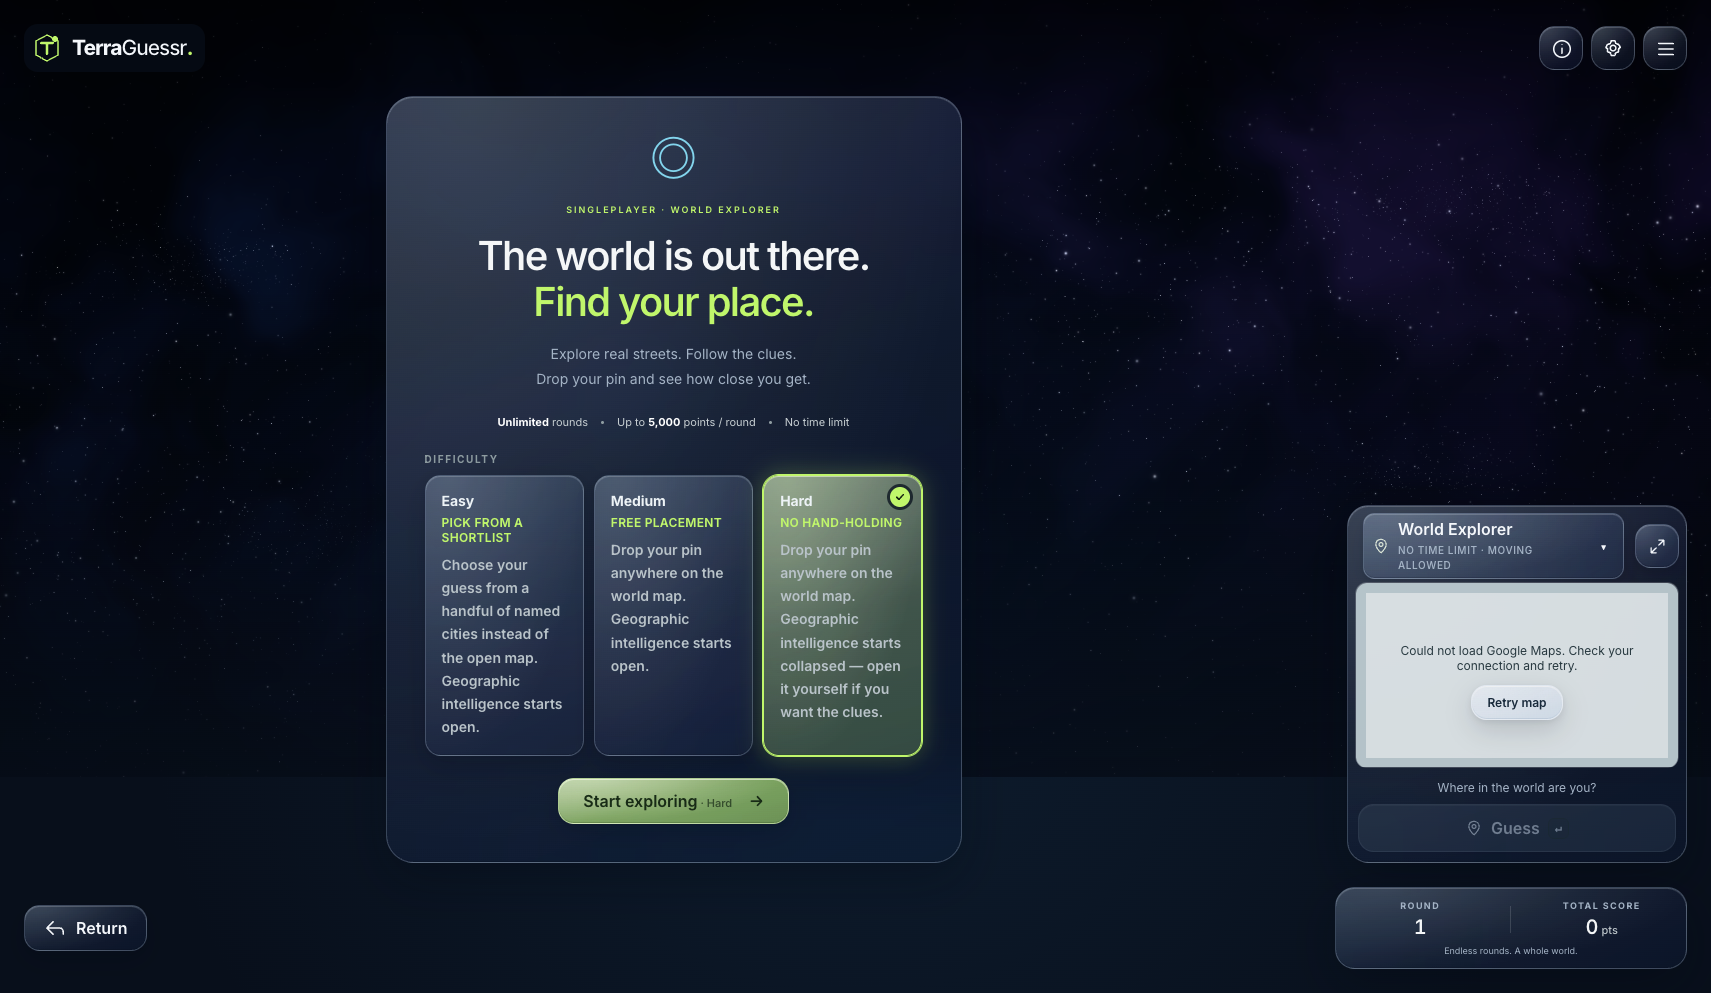 TerraGuessr.
SINGLEPLAYER · WORLD EXPLORER
The world is out there.
Find your place.
Explore real streets. Follow the clues.
Drop your pin and see how close you get.
Unlimited rounds • Up to 5,000 points / round • No time limit
DIFFICULTY
Easy
PICK FROM A
SHORTLIST
Choose your
guess from a
handful of named
cities instead of
the open map.
Geographic
intelligence starts
open.
Medium
FREE PLACEMENT
Drop your pin
anywhere on the
world map.
Geographic
intelligence starts
open.
Hard
NO HAND-HOLDING
Drop your pin
anywhere on the
world map.
Geographic
intelligence starts
collapsed — open
it yourself if you
want the clues.
Start exploring · Hard →
Return
World Explorer
NO TIME LIMIT · MOVING
ALLOWED
Could not load Google Maps. Check your
connection and retry.
Retry map
Where in the world are you?
Guess ↵
ROUND
1
TOTAL SCORE
0 pts
Endless rounds. A whole world.